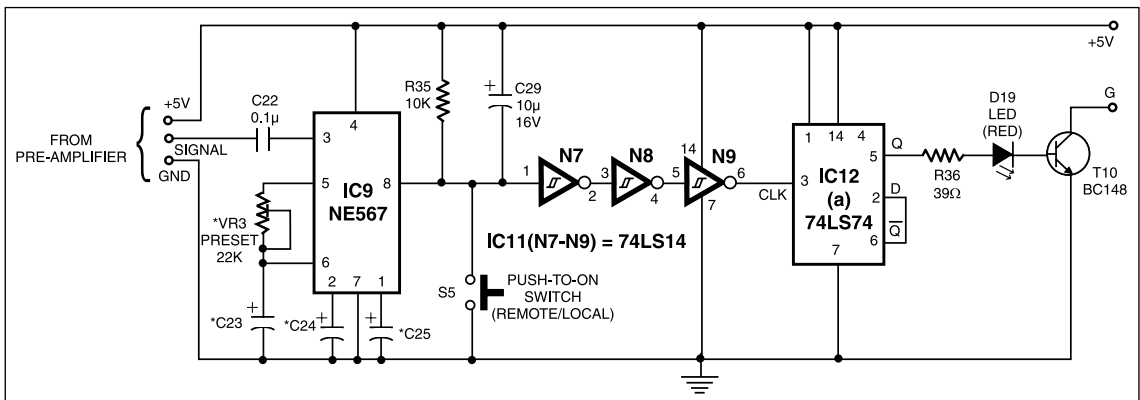 +5V
SIGNAL
GND
FROM
PRE-AMPLIFIER
C22
0.1µ
*VR3
PRESET
22K
*C23
3
4
5
8
6
2
7
1
IC9
NE567
*C24
*C25
R35
10K
C29
10µ
16V
S5
PUSH-TO-ON
SWITCH
(REMOTE/LOCAL)
N7
N8
N9
1
2
3
4
5
6
14
7
IC11(N7-N9) = 74LS14
CLK
1
14
4
3
5
2
6
7
IC12
(a)
74LS74
Q
D
Q̅
R36
39Ω
D19
LED
(RED)
T10
BC148
G
+5V
+
+
+
+